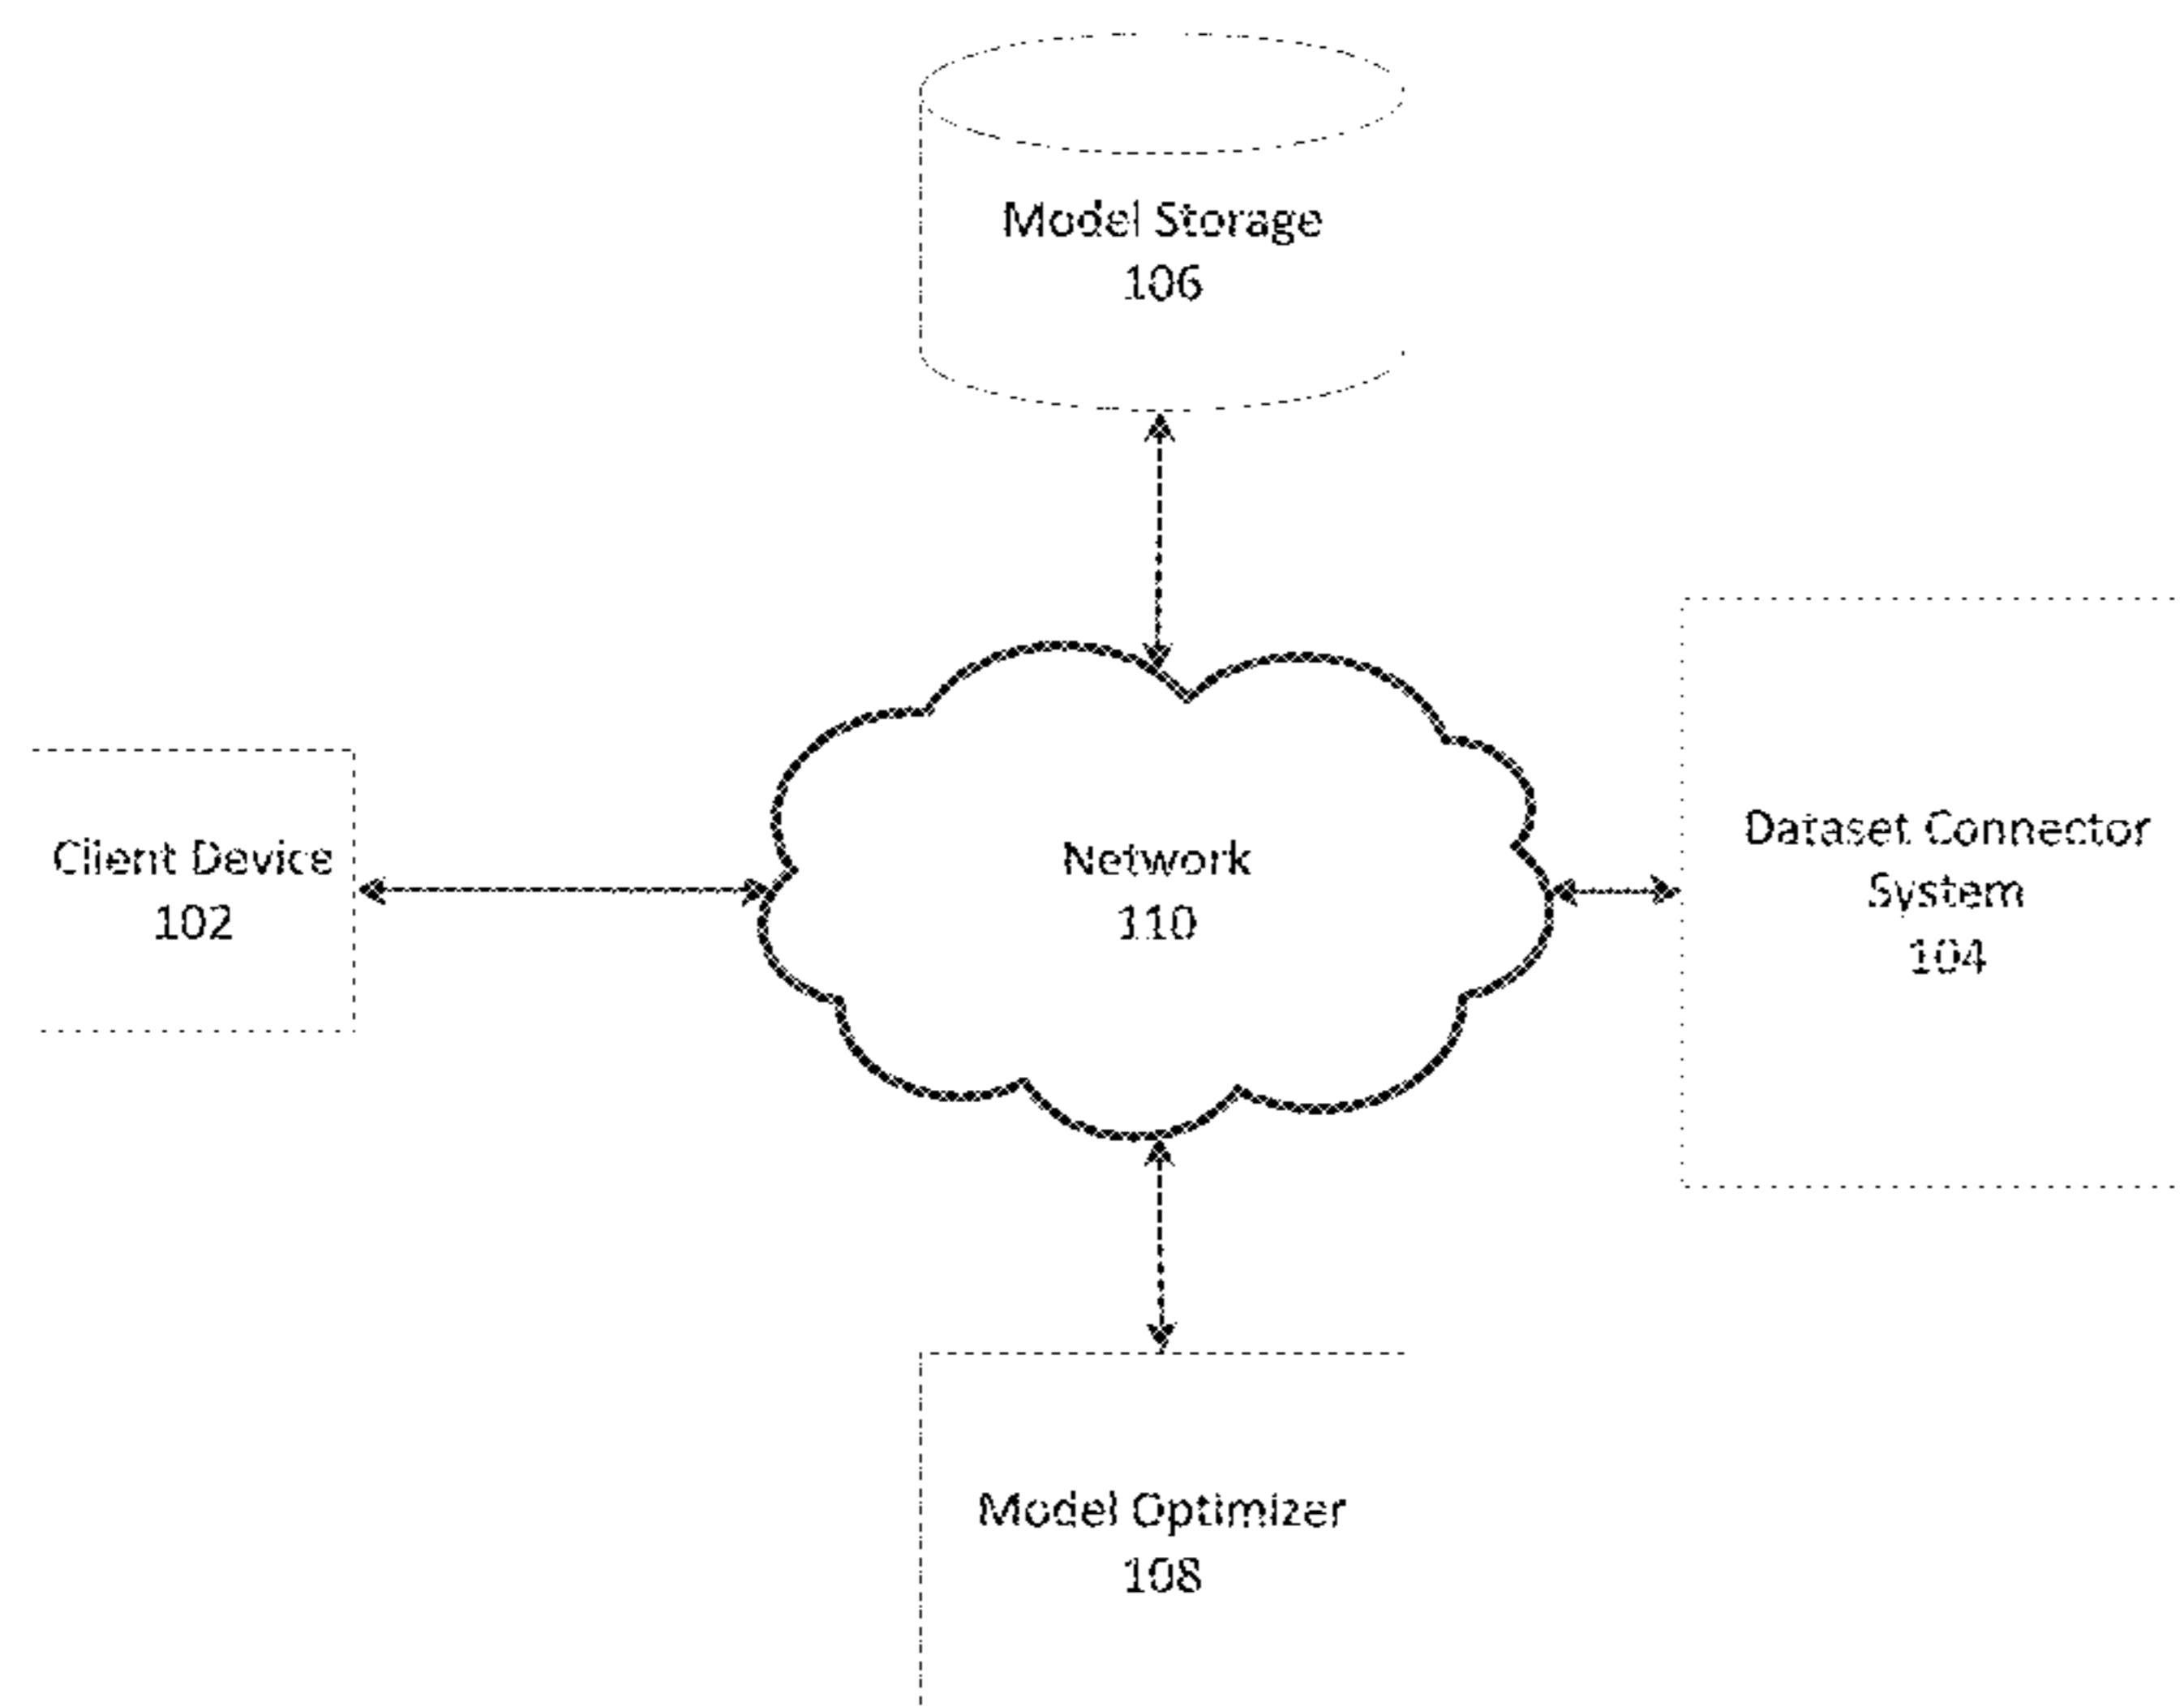 Model Storage
106
Client Device
102
Network
110
Dataset Connector
System
104
Model Optimizer
108